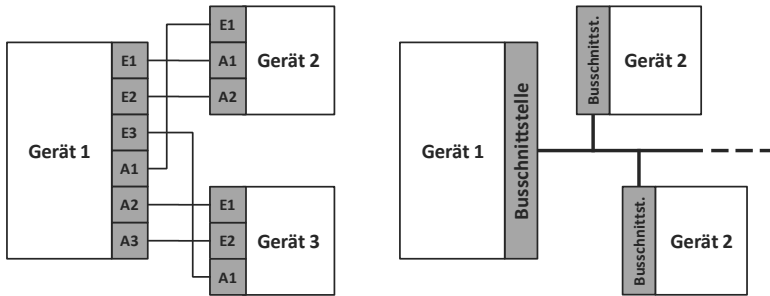 E1
A1
A2
Gerät 2
Gerät 1
E1
E2
E3
A1
A2
A3
E1
E2
A1
Gerät 3
Gerät 1
Busschnittstelle
Busschnittst.
Gerät 2
Busschnittst.
Gerät 2